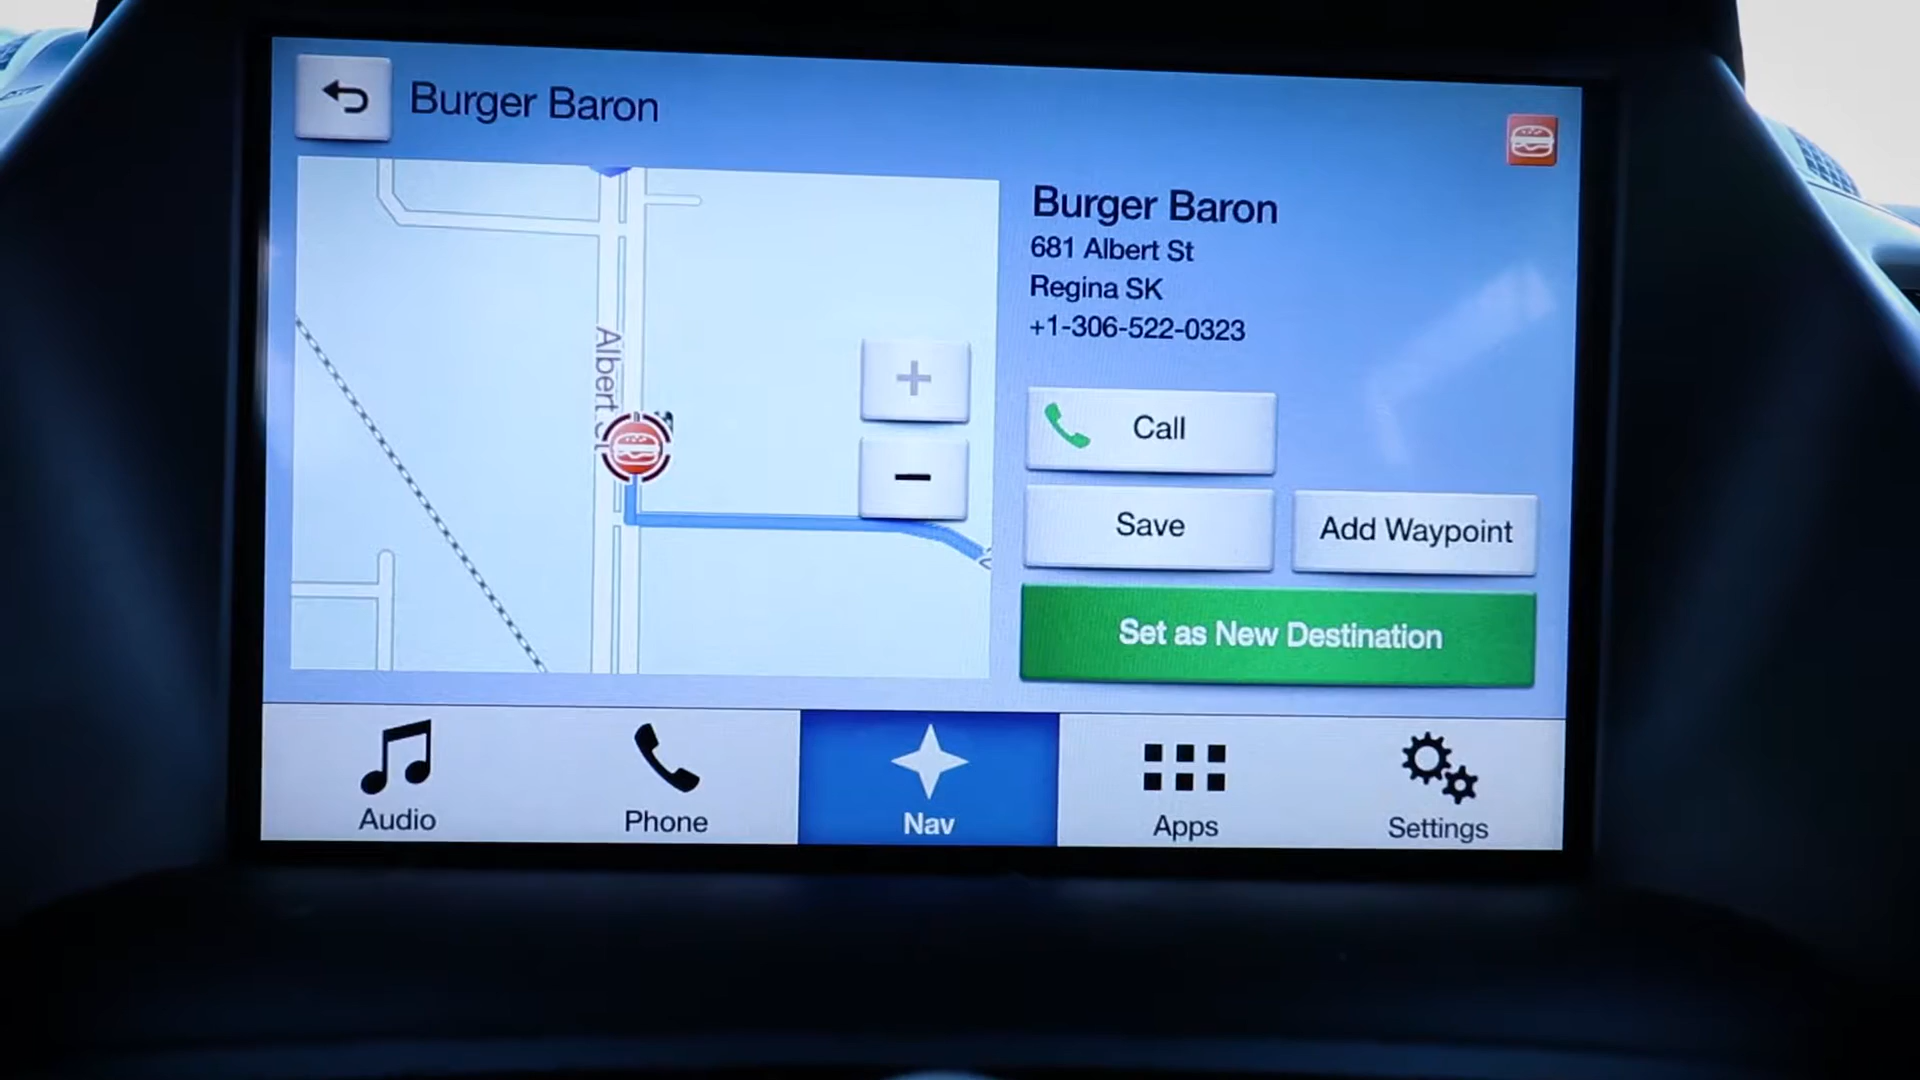 Burger Baron
Burger Baron
681 Albert St
Regina SK
+1-306-522-0323
Albert
+
Call
−
Save
Add Waypoint
Set as New Destination
Audio
Phone
Nav
Apps
Settings